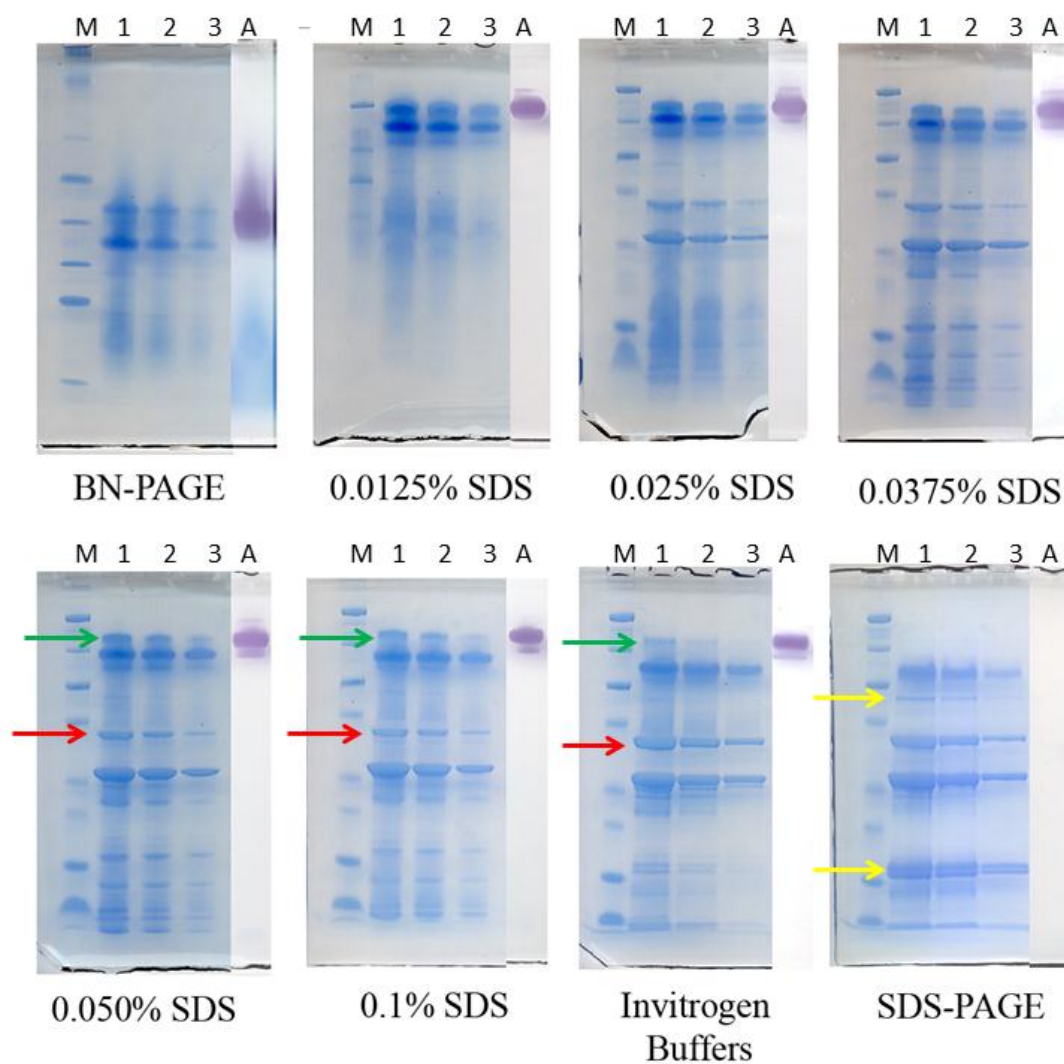 M 1 2 3 A M 1 2 3 A M 1 2 3 A M 1 2 3 A
BN-PAGE 0.0125% SDS 0.025% SDS 0.0375% SDS
M 1 2 3 A M 1 2 3 A M 1 2 3 A M 1 2 3 A
0.050% SDS 0.1% SDS Invitrogen SDS-PAGE
Buffers